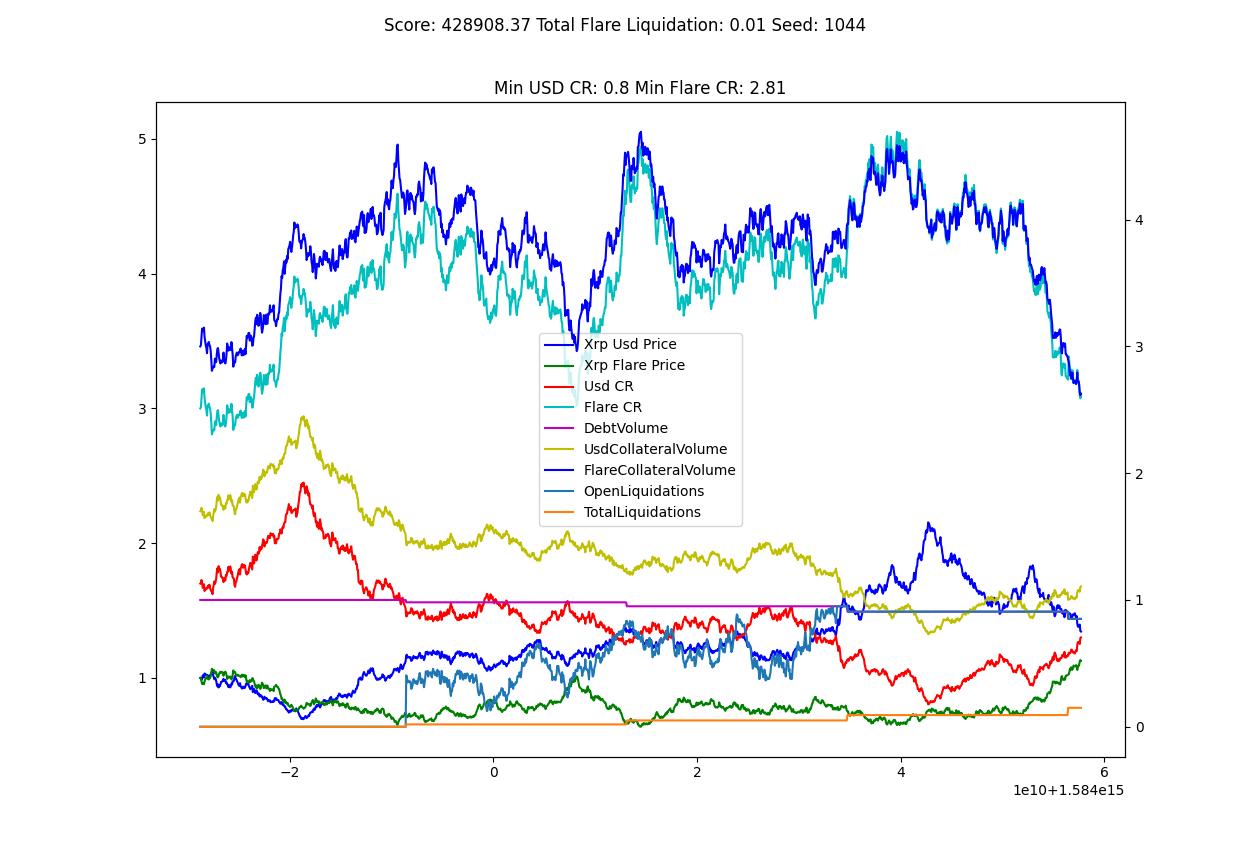 Score: 428908.37 Total Flare Liquidation: 0.01 Seed: 1044
Min USD CR: 0.8 Min Flare CR: 2.81
5
4
3
2
1
4
3
2
1
0
Xrp Usd Price
Xrp Flare Price
Usd CR
Flare CR
DebtVolume
UsdCollateralVolume
FlareCollateralVolume
OpenLiquidations
TotalLiquidations
−2 0 2 4 6
1e10+1.584e15